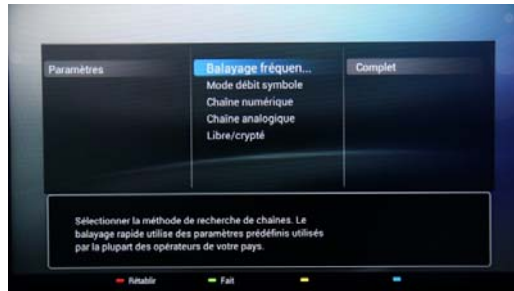 Paramètres
Balayage fréquen...
Complet
Mode débit symbole
Chaîne numérique
Chaîne analogique
Libre/crypté
Sélectionner la méthode de recherche de chaînes. Le
balayage rapide utilise des paramètres prédéfinis utilisés
par la plupart des opérateurs de votre pays.
Rétablir
Fait